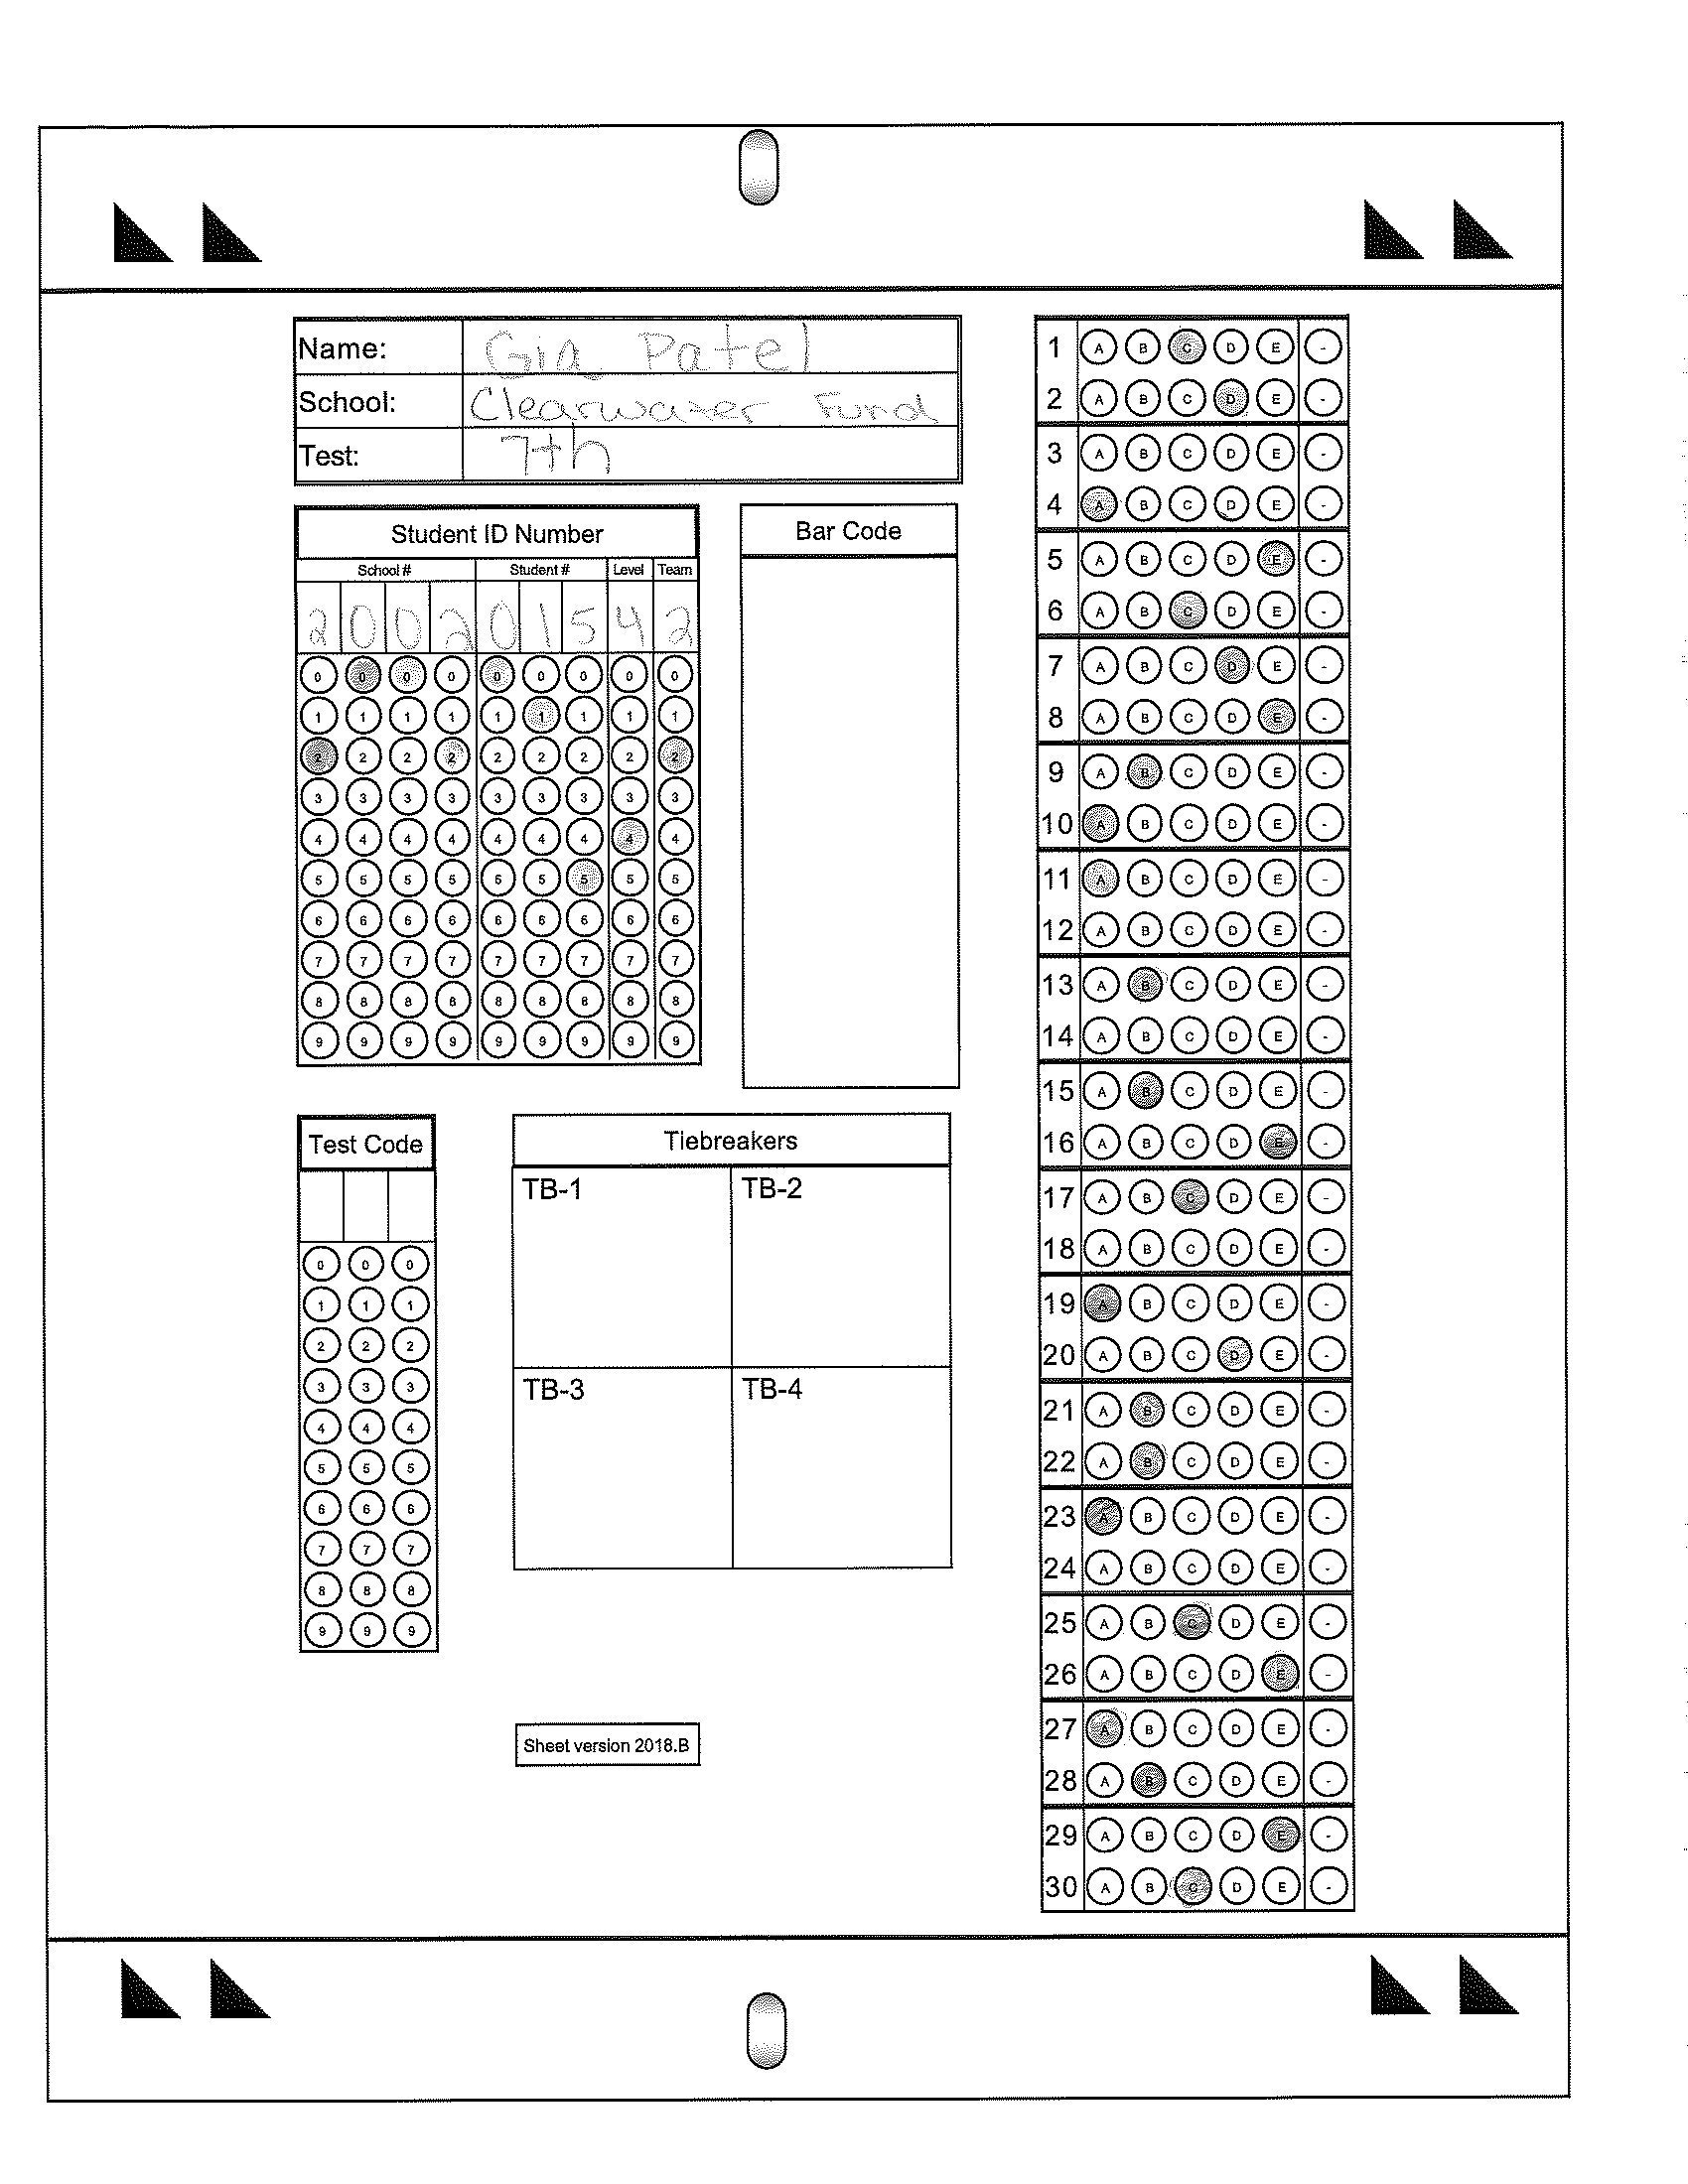 Name: Gia Patel
School: Clearwazer Fund
Test: 7th
Student ID Number
School # Student # Level Team
2 0 0 2 0 1 5 4 2
0 0 0 0 0 0 0 0 0
1 1 1 1 1 1 1 1 1
2 2 2 2 2 2 2 2 2
3 3 3 3 3 3 3 3 3
4 4 4 4 4 4 4 4 4
5 5 5 5 5 5 5 5 5
6 6 6 6 6 6 6 6 6
7 7 7 7 7 7 7 7 7
8 8 8 8 8 8 8 8 8
9 9 9 9 9 9 9 9 9
Bar Code
Test Code
0 0 0
1 1 1
2 2 2
3 3 3
4 4 4
5 5 5
6 6 6
7 7 7
8 8 8
9 9 9
Tiebreakers
TB-1 TB-2
TB-3 TB-4
Sheet version 2018.B
1 A B C D E -
2 A B C D E -
3 A B C D E -
4 A B C D E -
5 A B C D E -
6 A B C D E -
7 A B C D E -
8 A B C D E -
9 A B C D E -
10 A B C D E -
11 A B C D E -
12 A B C D E -
13 A B C D E -
14 A B C D E -
15 A B C D E -
16 A B C D E -
17 A B C D E -
18 A B C D E -
19 A B C D E -
20 A B C D E -
21 A B C D E -
22 A B C D E -
23 A B C D E -
24 A B C D E -
25 A B C D E -
26 A B C D E -
27 A B C D E -
28 A B C D E -
29 A B C D E -
30 A B C D E -